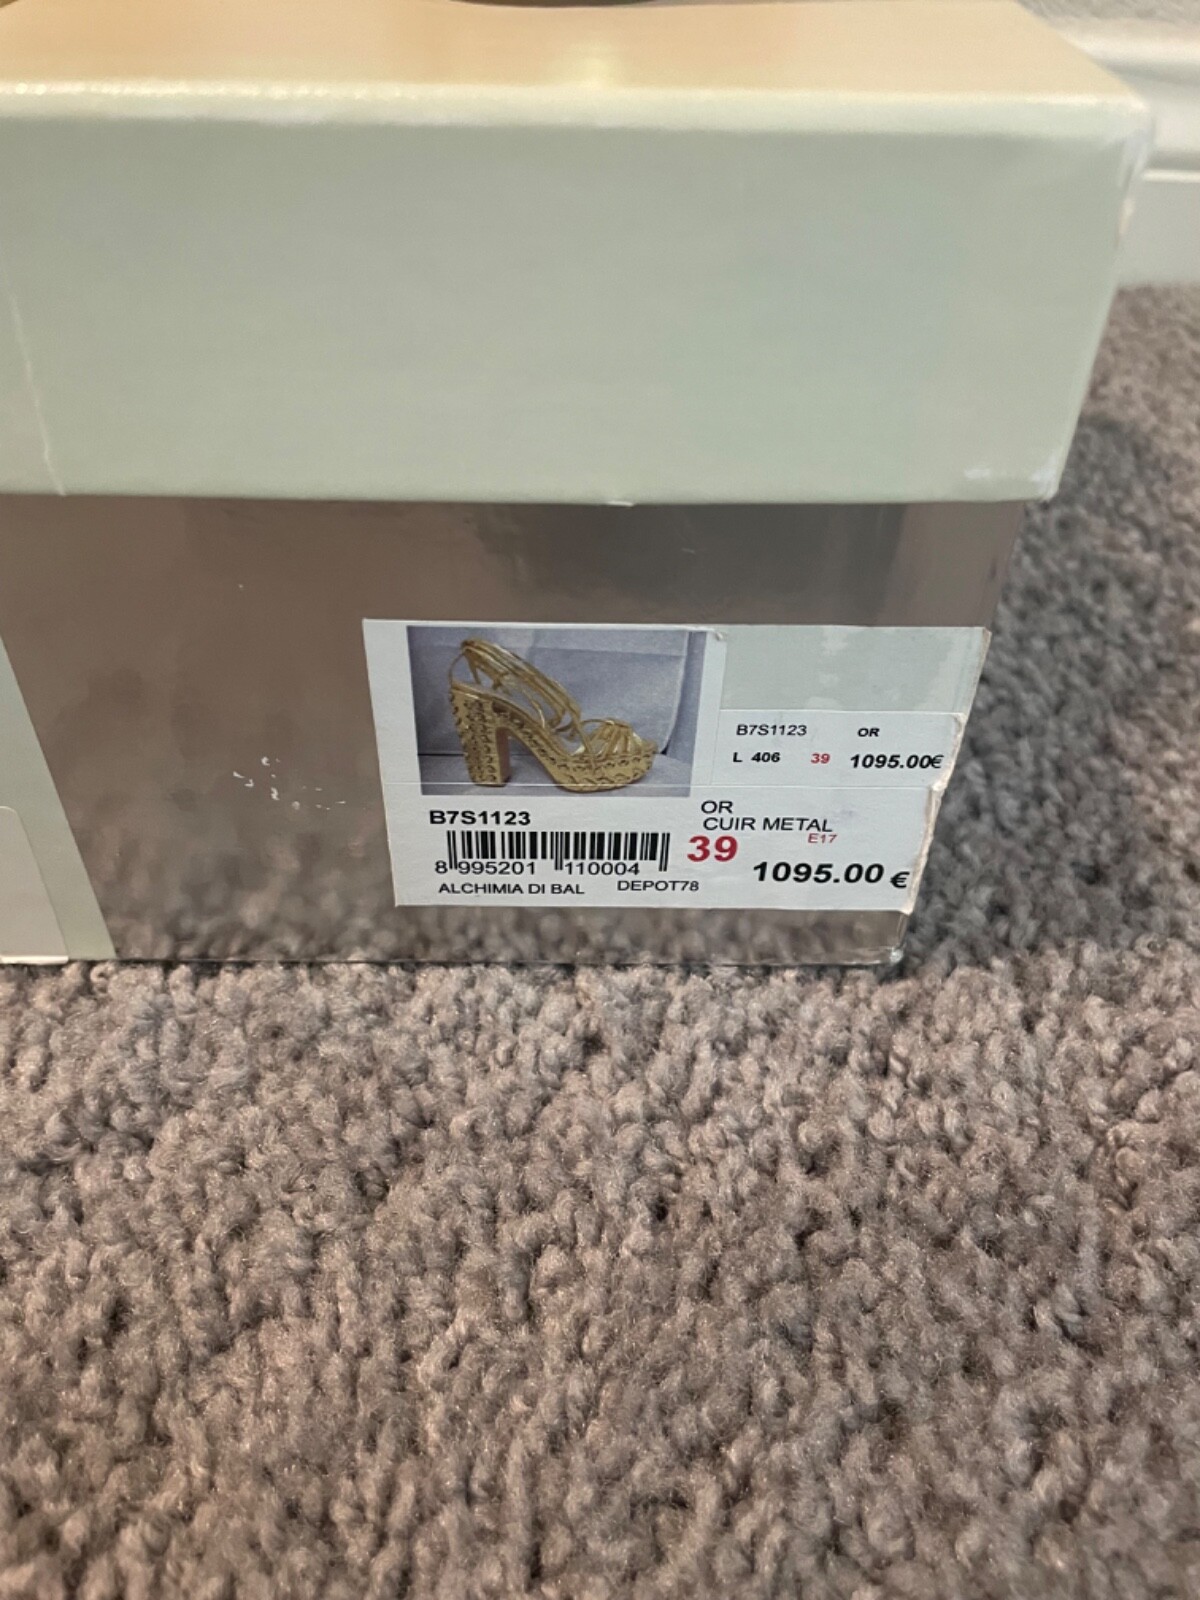 B7S1123 OR
L 406 39 1095.00€
B7S1123
OR
CUIR METAL
E17
39 1095.00 €
8 995201 110004
ALCHIMIA DI BAL DEPOT78